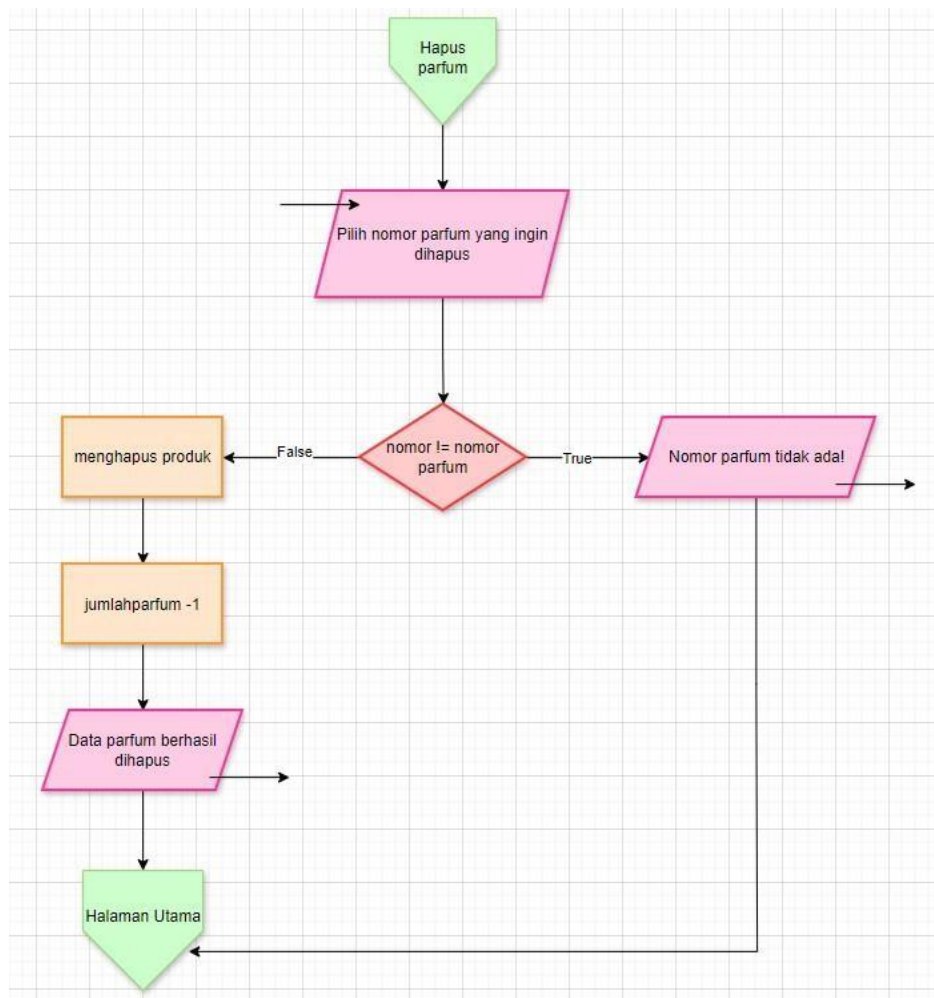 Hapus
parfum
Pilih nomor parfum yang ingin
dihapus
nomor != nomor
parfum
False
True
menghapus produk
Nomor parfum tidak ada!
jumlahparfum -1
Data parfum berhasil
dihapus
Halaman Utama